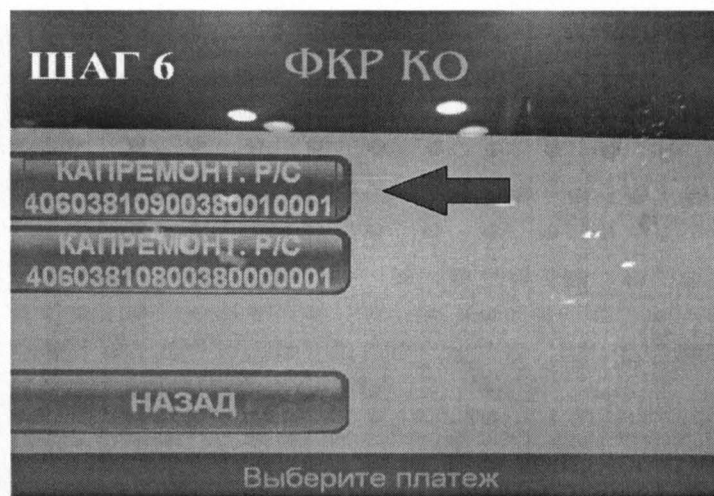 ШАГ 6 ФКР КО
КАПРЕМОНТ. Р/С
40603810900380010001
КАПРЕМОНТ. Р/С
40603810800380000001
НАЗАД
Выберите платеж